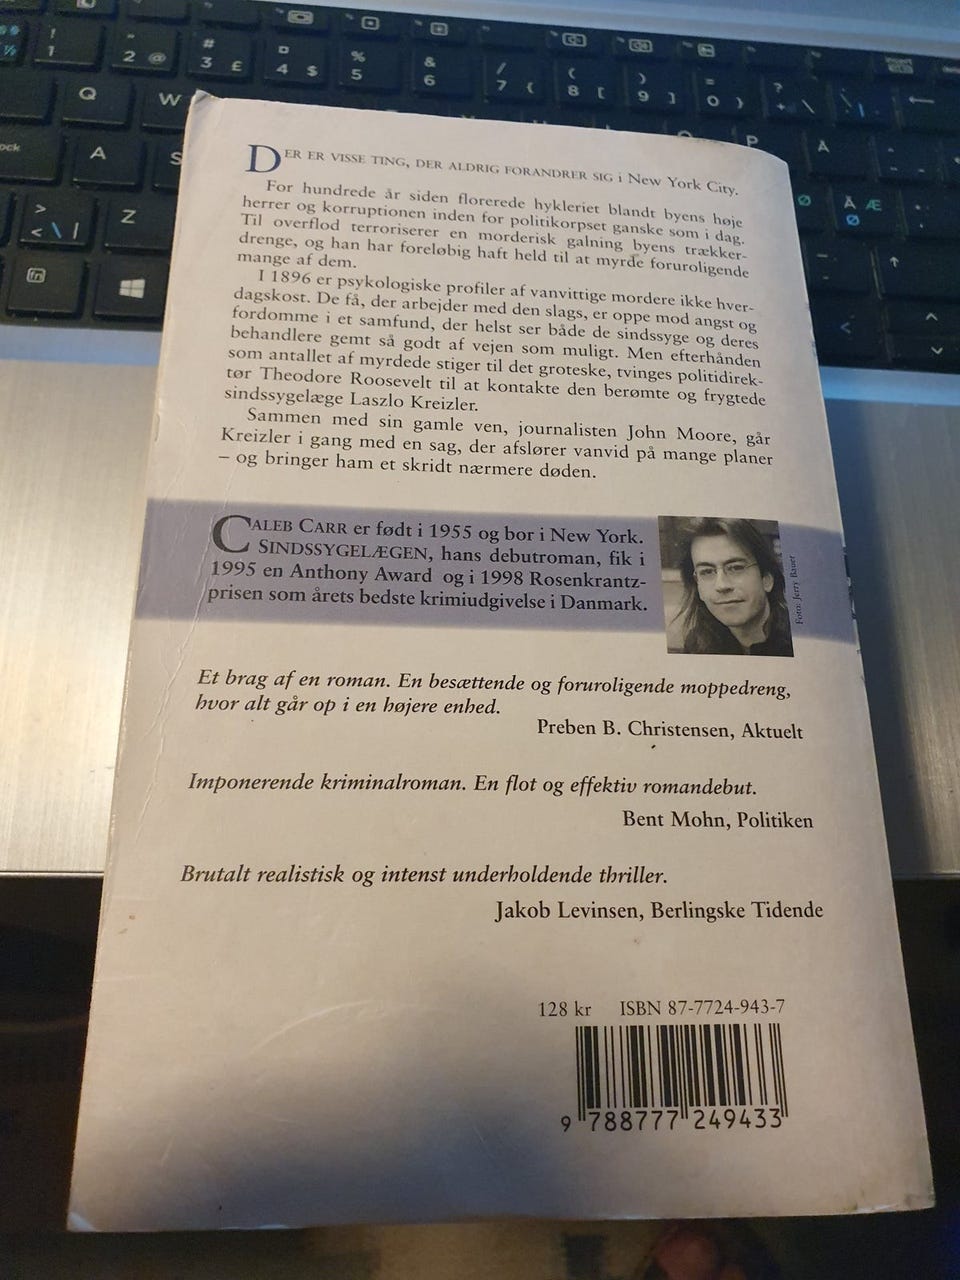 DER ER VISSE TING, DER ALDRIG FORANDRER SIG i New York City.
For hundrede år siden florerede hykleriet blandt byens høje
herrer og korruptionen inden for politikorpset ganske som i dag.
Til overflod terroriserer en morderisk galning byens trækker-
drenge, og han har foreløbig haft held til at myrde foruroligende
mange af dem.
I 1896 er psykologiske profiler af vanvittige mordere ikke hver-
dagskost. De få, der arbejder med den slags, er oppe mod angst og
fordomme i et samfund, der helst ser både de sindssyge og deres
behandlere gemt så godt af vejen som muligt. Men efterhånden
som antallet af myrdede stiger til det groteske, tvinges politidirek-
tør Theodore Roosevelt til at kontakte den berømte og frygtede
sindssygelæge Laszlo Kreizler.
Sammen med sin gamle ven, journalisten John Moore, går
Kreizler i gang med en sag, der afslører vanvid på mange planer
– og bringer ham et skridt nærmere døden.
CALEB CARR er født i 1955 og bor i New York.
SINDSSYGELÆGEN, hans debutroman, fik i
1995 en Anthony Award og i 1998 Rosenkrantz-
prisen som årets bedste krimiudgivelse i Danmark.
Foto: Jerry Bauer
Et brag af en roman. En besættende og foruroligende moppedreng,
hvor alt går op i en højere enhed.
Preben B. Christensen, Aktuelt
Imponerende kriminalroman. En flot og effektiv romandebut.
Bent Mohn, Politiken
Brutalt realistisk og intenst underholdende thriller.
Jakob Levinsen, Berlingske Tidende
128 kr ISBN 87-7724-943-7
9 788777 249433